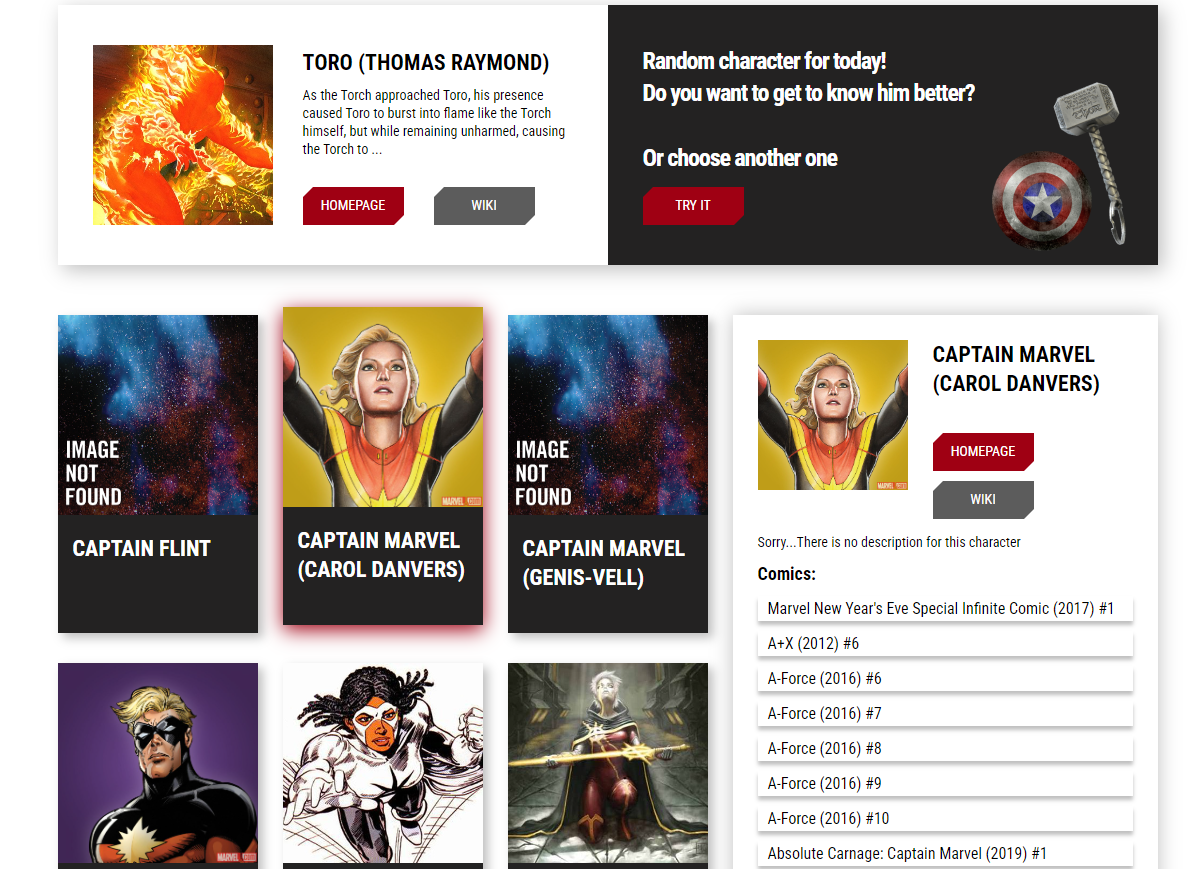 TORO (THOMAS RAYMOND)
As the Torch approached Toro, his presence
caused Toro to burst into flame like the Torch
himself, but while remaining unharmed, causing
the Torch to ...
HOMEPAGE
WIKI
Random character for today!
Do you want to get to know him better?
Or choose another one
TRY IT
IMAGE
NOT
FOUND
CAPTAIN FLINT
MARVEL
CAPTAIN MARVEL
(CAROL DANVERS)
IMAGE
NOT
FOUND
CAPTAIN MARVEL
(GENIS-VELL)
MARVEL
MARVEL
CAPTAIN MARVEL
(CAROL DANVERS)
HOMEPAGE
WIKI
Sorry...There is no description for this character
Comics:
Marvel New Year's Eve Special Infinite Comic (2017) #1
A+X (2012) #6
A-Force (2016) #6
A-Force (2016) #7
A-Force (2016) #8
A-Force (2016) #9
A-Force (2016) #10
Absolute Carnage: Captain Marvel (2019) #1